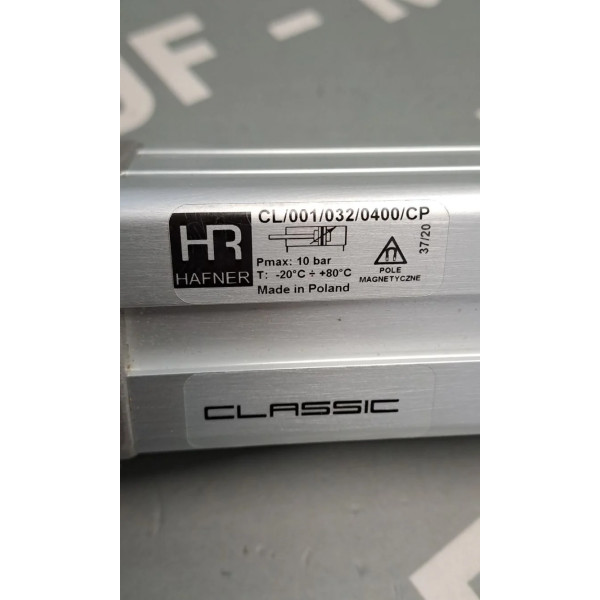 UF - M
HR
HAFNER
CL/001/032/0400/CP
37/20
Pmax: 10 bar
T: -20°C ÷ +80°C
Made in Poland
POLE
MAGNETYCZNE
CLASSIC